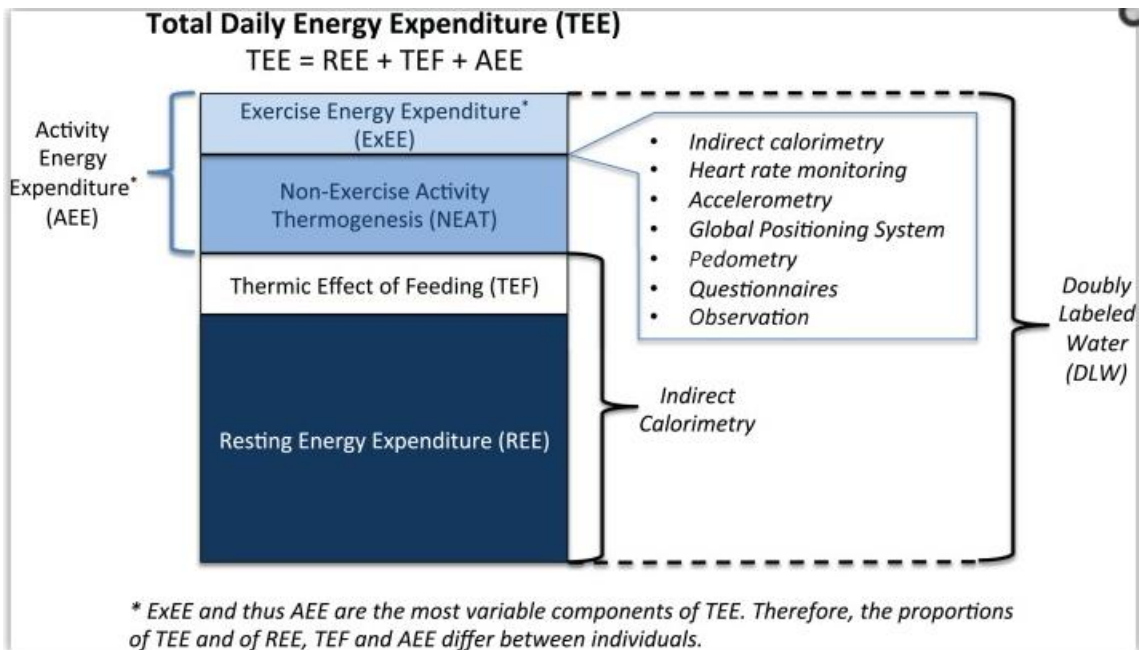 Total Daily Energy Expenditure (TEE)
TEE = REE + TEF + AEE
Activity
Energy
Expenditure*
(AEE)
Exercise Energy Expenditure*
(ExEE)
Non-Exercise Activity
Thermogenesis (NEAT)
Thermic Effect of Feeding (TEF)
Resting Energy Expenditure (REE)
• Indirect calorimetry
• Heart rate monitoring
• Accelerometry
• Global Positioning System
• Pedometry
• Questionnaires
• Observation
Indirect
Calorimetry
Doubly
Labeled
Water
(DLW)
* ExEE and thus AEE are the most variable components of TEE. Therefore, the proportions
of TEE and of REE, TEF and AEE differ between individuals.